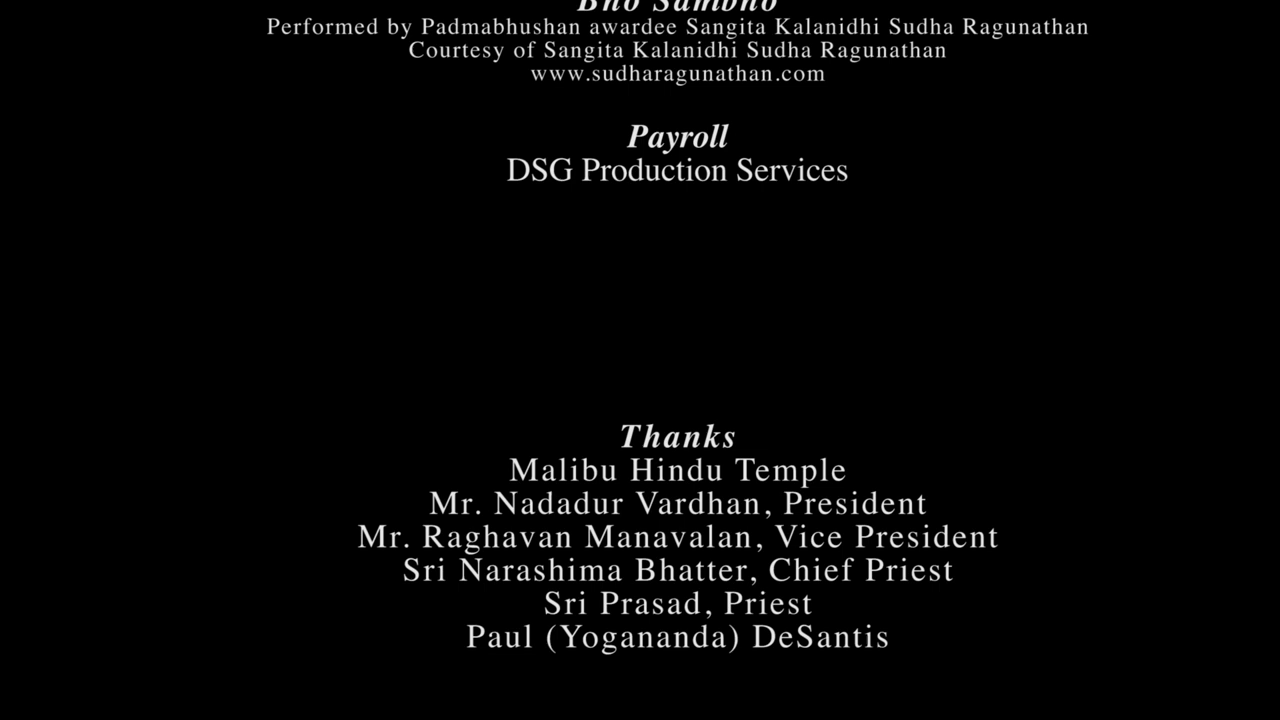 Bho Sambho
Performed by Padmabhushan awardee Sangita Kalanidhi Sudha Ragunathan
Courtesy of Sangita Kalanidhi Sudha Ragunathan
www.sudharagunathan.com
Payroll
DSG Production Services
Thanks
Malibu Hindu Temple
Mr. Nadadur Vardhan, President
Mr. Raghavan Manavalan, Vice President
Sri Narashima Bhatter, Chief Priest
Sri Prasad, Priest
Paul (Yogananda) DeSantis